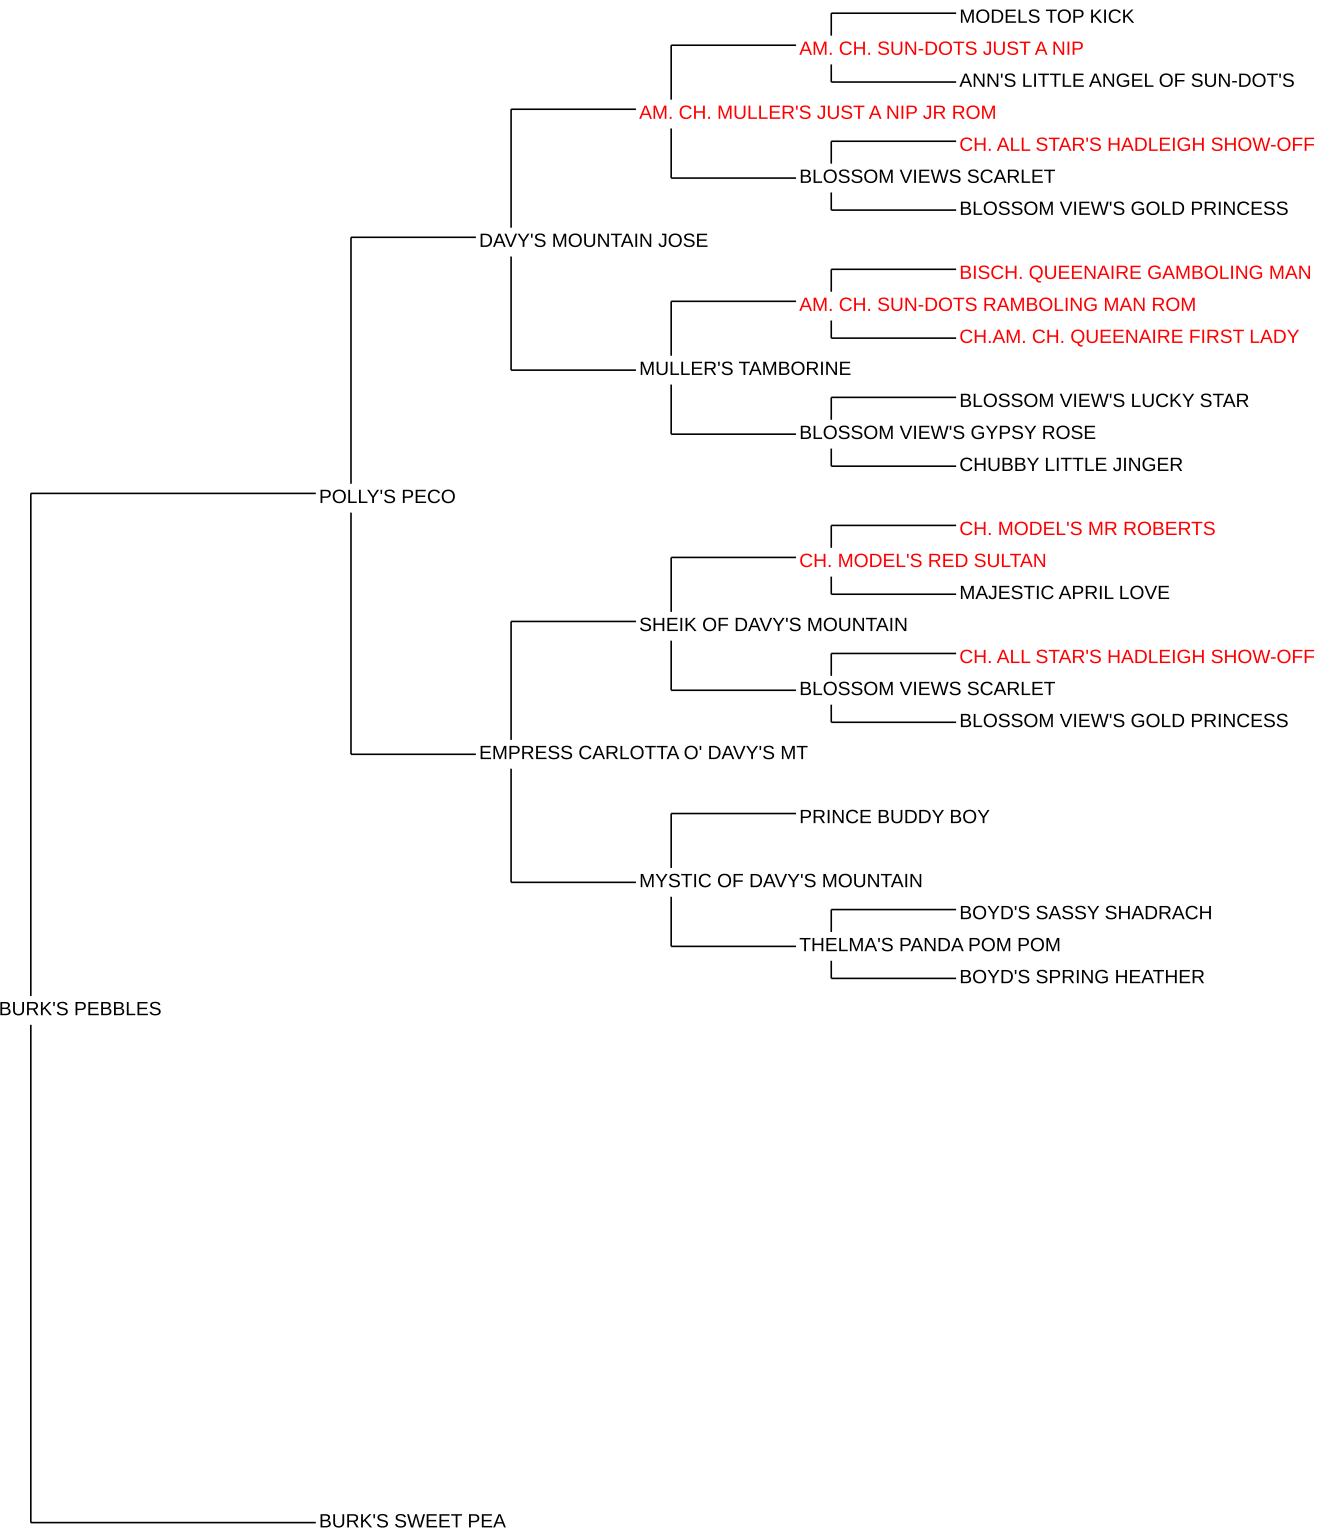 MODELS TOP KICK
AM. CH. SUN-DOTS JUST A NIP
ANN'S LITTLE ANGEL OF SUN-DOT'S
AM. CH. MULLER'S JUST A NIP JR ROM
CH. ALL STAR'S HADLEIGH SHOW-OFF
BLOSSOM VIEWS SCARLET
BLOSSOM VIEW'S GOLD PRINCESS
DAVY'S MOUNTAIN JOSE
BISCH. QUEENAIRE GAMBOLING MAN
AM. CH. SUN-DOTS RAMBOLING MAN ROM
CH.AM. CH. QUEENAIRE FIRST LADY
MULLER'S TAMBORINE
BLOSSOM VIEW'S LUCKY STAR
BLOSSOM VIEW'S GYPSY ROSE
CHUBBY LITTLE JINGER
POLLY'S PECO
CH. MODEL'S MR ROBERTS
CH. MODEL'S RED SULTAN
MAJESTIC APRIL LOVE
SHEIK OF DAVY'S MOUNTAIN
CH. ALL STAR'S HADLEIGH SHOW-OFF
BLOSSOM VIEWS SCARLET
BLOSSOM VIEW'S GOLD PRINCESS
EMPRESS CARLOTTA O' DAVY'S MT
PRINCE BUDDY BOY
MYSTIC OF DAVY'S MOUNTAIN
BOYD'S SASSY SHADRACH
THELMA'S PANDA POM POM
BOYD'S SPRING HEATHER
BURK'S PEBBLES
BURK'S SWEET PEA